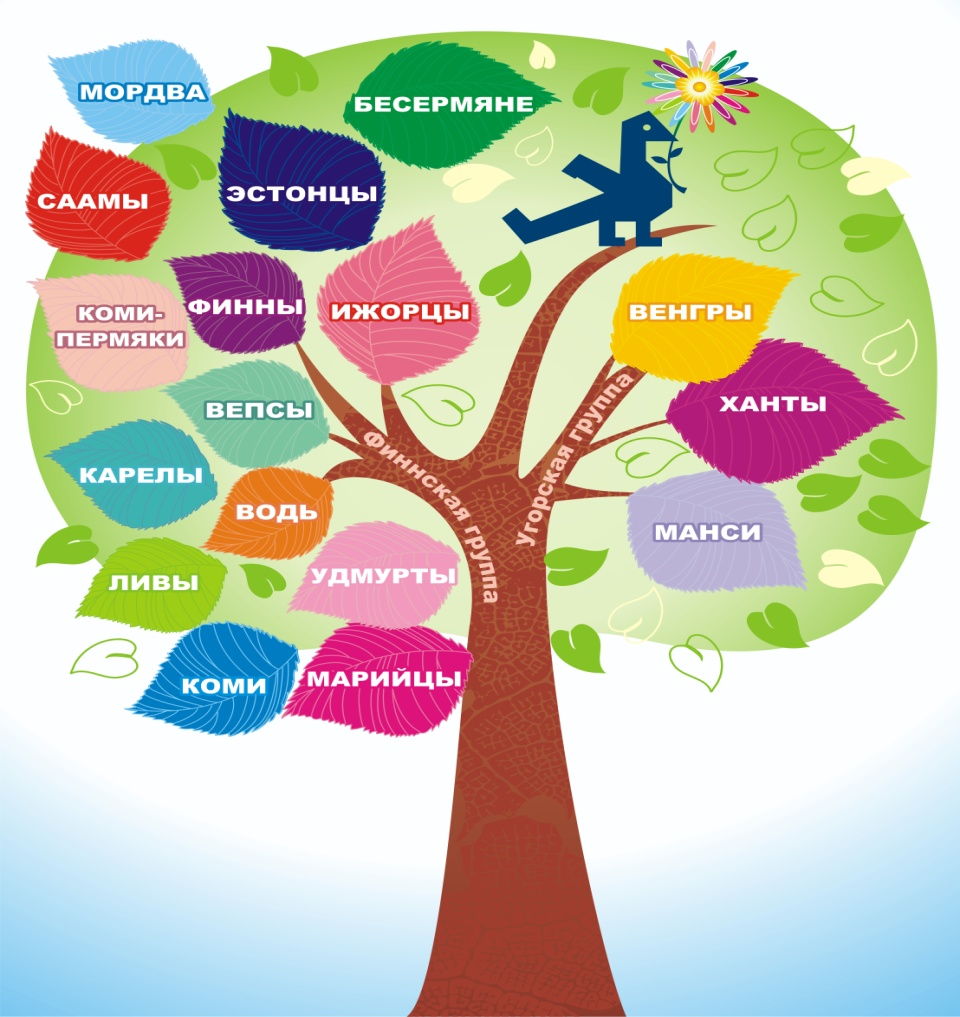 МОРДВА
БЕСЕРМЯНЕ
СААМЫ
ЭСТОНЦЫ
КОМИ-
ПЕРМЯКИ
ФИННЫ
ИЖОРЦЫ
ВЕНГРЫ
ВЕПСЫ
ХАНТЫ
КАРЕЛЫ
ВОДЬ
МАНСИ
ЛИВЫ
УДМУРТЫ
КОМИ
МАРИЙЦЫ
Финнская группа
Угорская группа